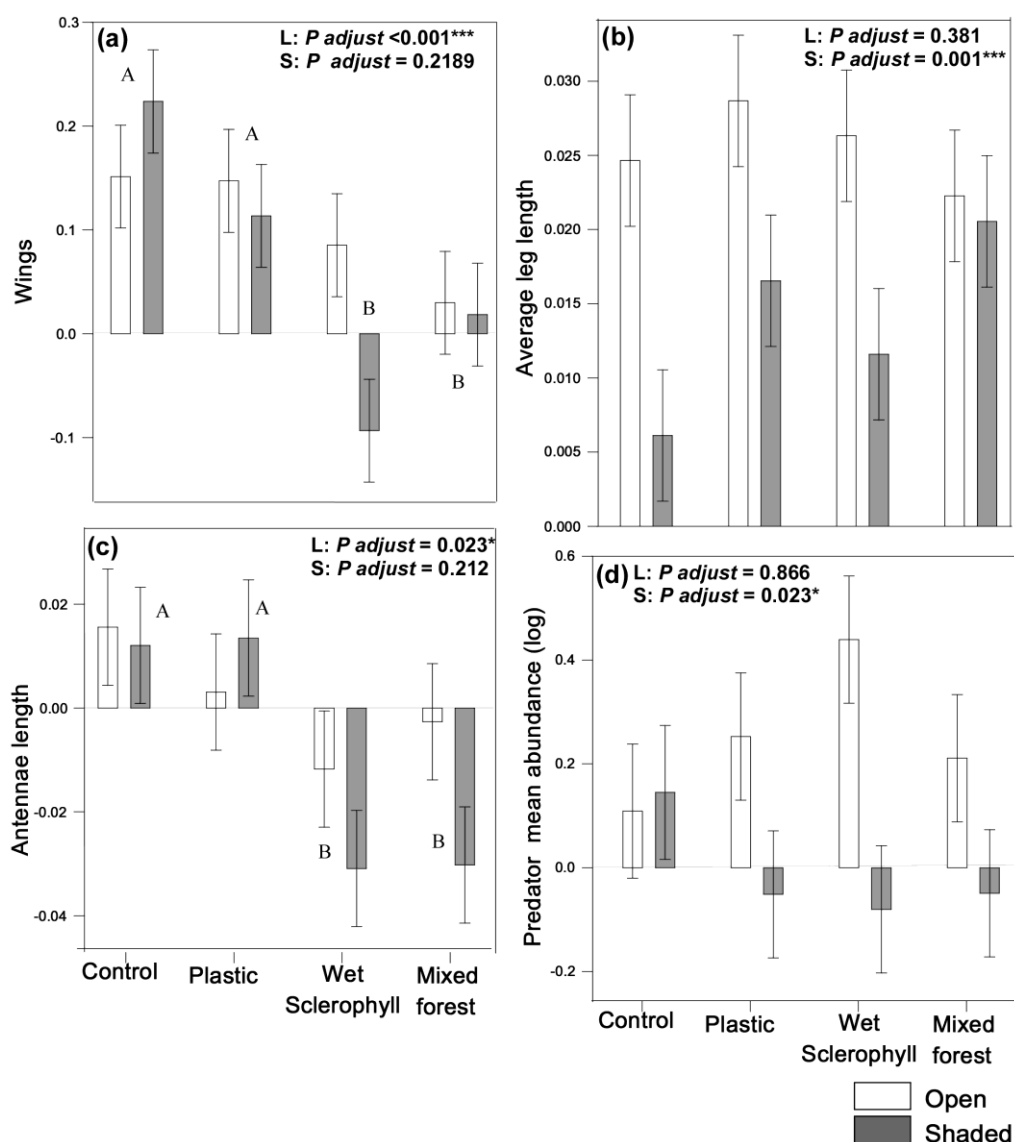 (a)
L: P adjust <0.001***
S: P adjust = 0.2189
Wings
0.3
0.2
0.1
0.0
-0.1
A
A
B
B
(b)
L: P adjust = 0.381
S: P adjust = 0.001***
Average leg length
0.030
0.025
0.020
0.015
0.010
0.005
0.000
(c)
L: P adjust = 0.023*
S: P adjust = 0.212
Antennae length
0.02
0.00
-0.02
-0.04
A
A
B
B
Control
Plastic
Wet
Sclerophyll
Mixed
forest
(d)
L: P adjust = 0.866
S: P adjust = 0.023*
Predator mean abundance (log)
0.6
0.4
0.2
0.0
-0.2
Control
Plastic
Wet
Sclerophyll
Mixed
forest
Open
Shaded